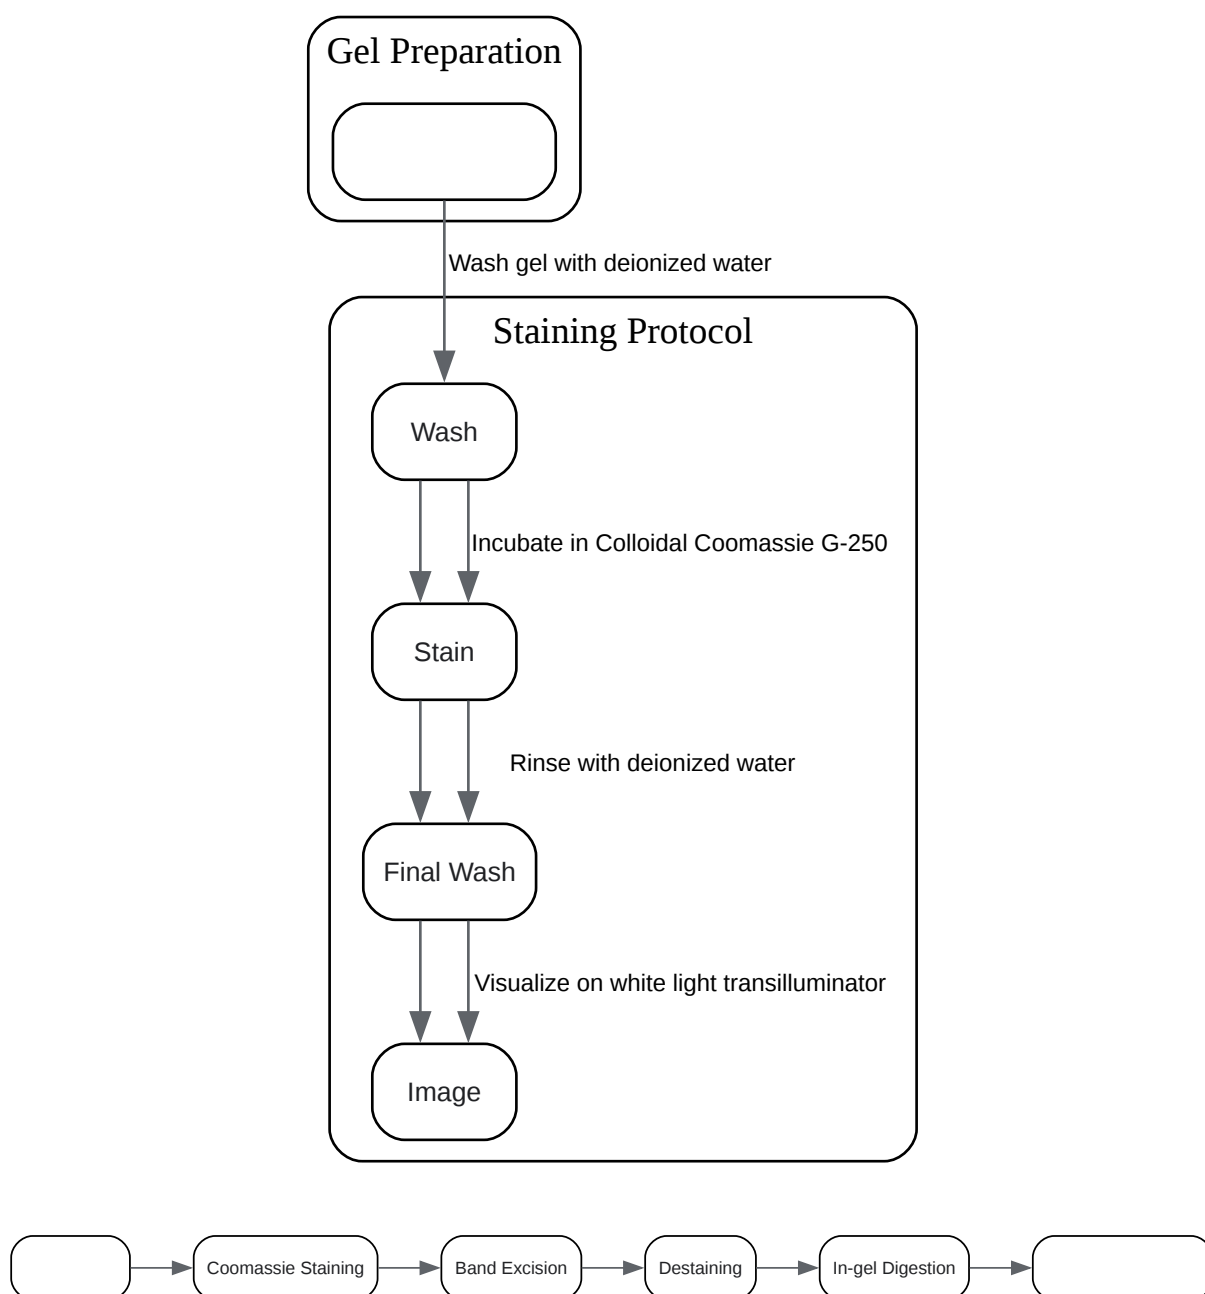 Gel Preparation
Wash gel with deionized water
Staining Protocol
Wash
Incubate in Colloidal Coomassie G-250
Stain
Rinse with deionized water
Final Wash
Visualize on white light transilluminator
Image
Coomassie Staining
Band Excision
Destaining
In-gel Digestion